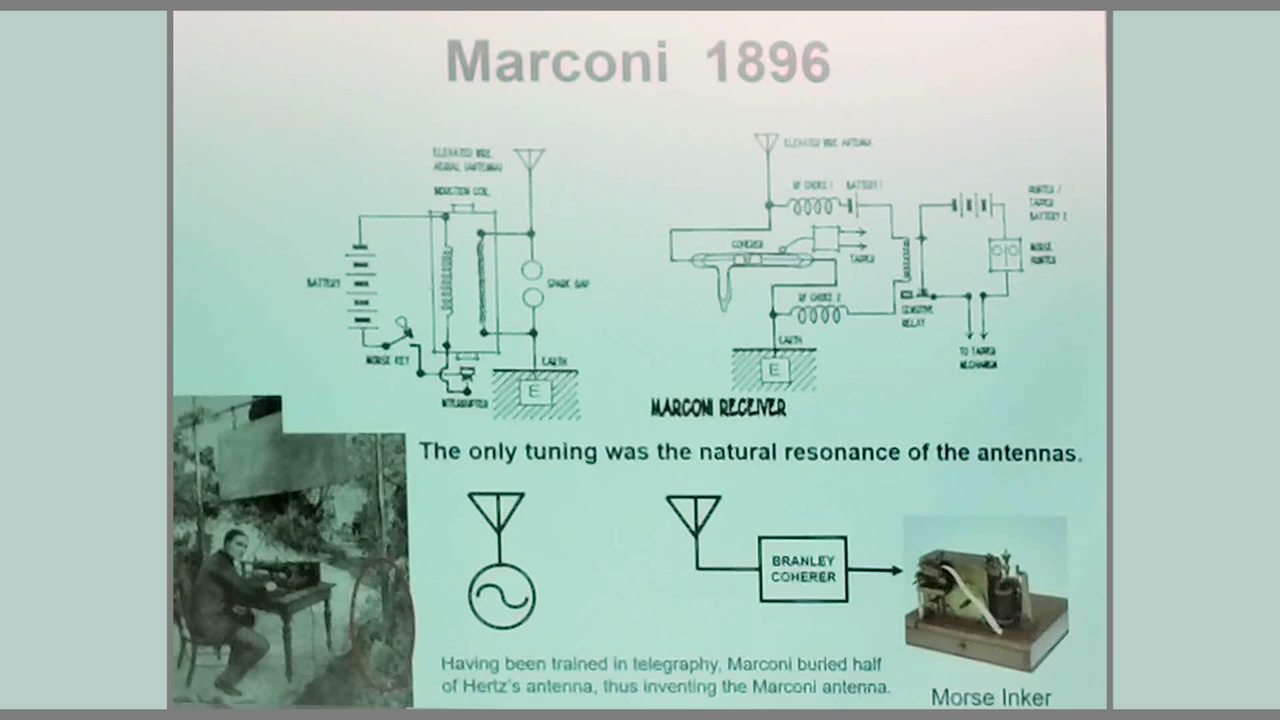 Marconi 1896
ELEVATED WIRE
AERIAL (ANTENNA)
INDUCTION COIL
BATTERY
SPARK GAP
MORSE KEY
EARTH
E
INTERRUPTER
ELEVATED WIRE ANTENNA
RF CHOKE 1
BATTERY 1
COHERER
TAPPER
RF CHOKE 2
SENSITIVE
RELAY
PRINTER /
TAPPER
BATTERY 2
MORSE
PRINTER
TO TAPPER
MECHANISM
EARTH
E
MARCONI RECEIVER
The only tuning was the natural resonance of the antennas.
BRANLEY
COHERER
Having been trained in telegraphy, Marconi buried half
of Hertz's antenna, thus inventing the Marconi antenna.
Morse Inker